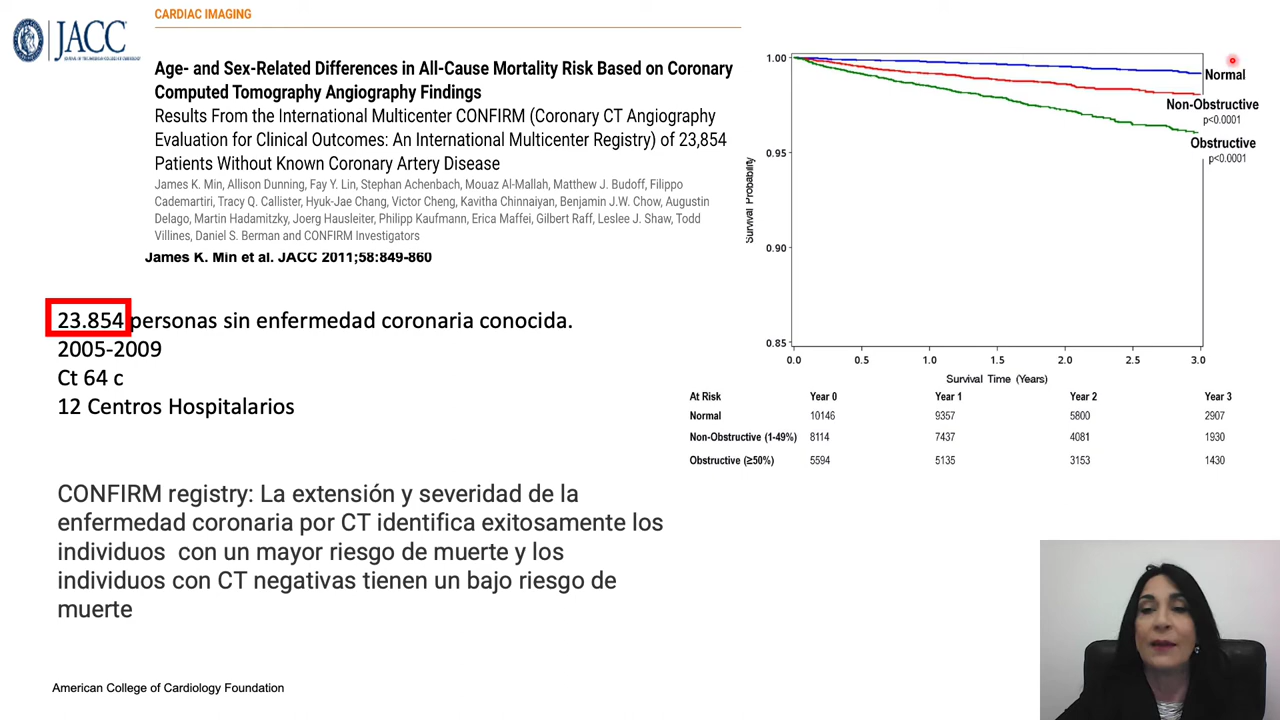 CARDIAC IMAGING
JACC
Age- and Sex-Related Differences in All-Cause Mortality Risk Based on Coronary
Computed Tomography Angiography Findings
Results From the International Multicenter CONFIRM (Coronary CT Angiography
Evaluation for Clinical Outcomes: An International Multicenter Registry) of 23,854
Patients Without Known Coronary Artery Disease
James K. Min, Allison Dunning, Fay Y. Lin, Stephan Achenbach, Mouaz Al-Mallah, Matthew J. Budoff, Filippo
Cademartiri, Tracy Q. Callister, Hyuk-Jae Chang, Victor Cheng, Kavitha Chinnaiyan, Benjamin J.W. Chow, Augustin
Delago, Martin Hadamitzky, Joerg Hausleiter, Philipp Kaufmann, Erica Maffei, Gilbert Raff, Leslee J. Shaw, Todd
Villines, Daniel S. Berman and CONFIRM Investigators
James K. Min et al. JACC 2011;58:849-860
23.854 personas sin enfermedad coronaria conocida.
2005-2009
Ct 64 c
12 Centros Hospitalarios
CONFIRM registry: La extensión y severidad de la
enfermedad coronaria por CT identifica exitosamente los
individuos con un mayor riesgo de muerte y los
individuos con CT negativas tienen un bajo riesgo de
muerte
American College of Cardiology Foundation
1.00
0.95
0.90
0.85
Survival Probability
Normal
Non-Obstructive
p<0.0001
Obstructive
p<0.0001
0.0 0.5 1.0 1.5 2.0 2.5 3.0
Survival Time (Years)
At Risk Year 0 Year 1 Year 2 Year 3
Normal 10146 9357 5800 2907
Non-Obstructive (1-49%) 8114 7437 4081 1930
Obstructive (≥50%) 5594 5135 3153 1430